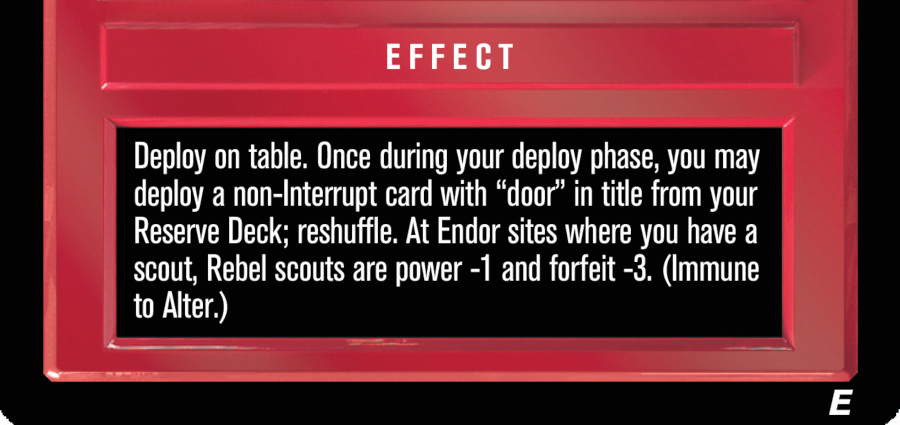 EFFECT
Deploy on table. Once during your deploy phase, you may
deploy a non-Interrupt card with “door” in title from your
Reserve Deck; reshuffle. At Endor sites where you have a
scout, Rebel scouts are power -1 and forfeit -3. (Immune
to Alter.)
E